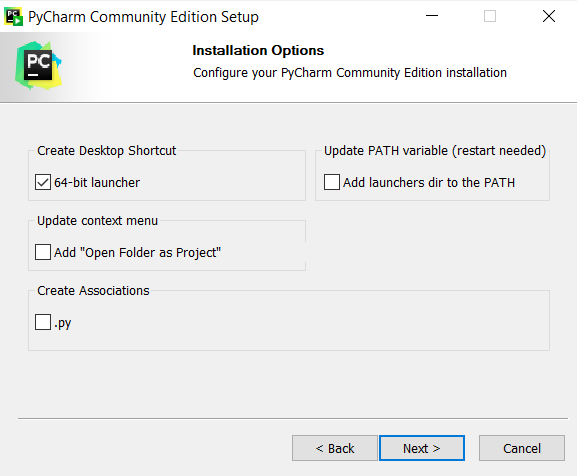 PyCharm Community Edition Setup
PC
Installation Options
Configure your PyCharm Community Edition installation
Create Desktop Shortcut
64-bit launcher
Update PATH variable (restart needed)
Add launchers dir to the PATH
Update context menu
Add "Open Folder as Project"
Create Associations
.py
< Back
Next >
Cancel